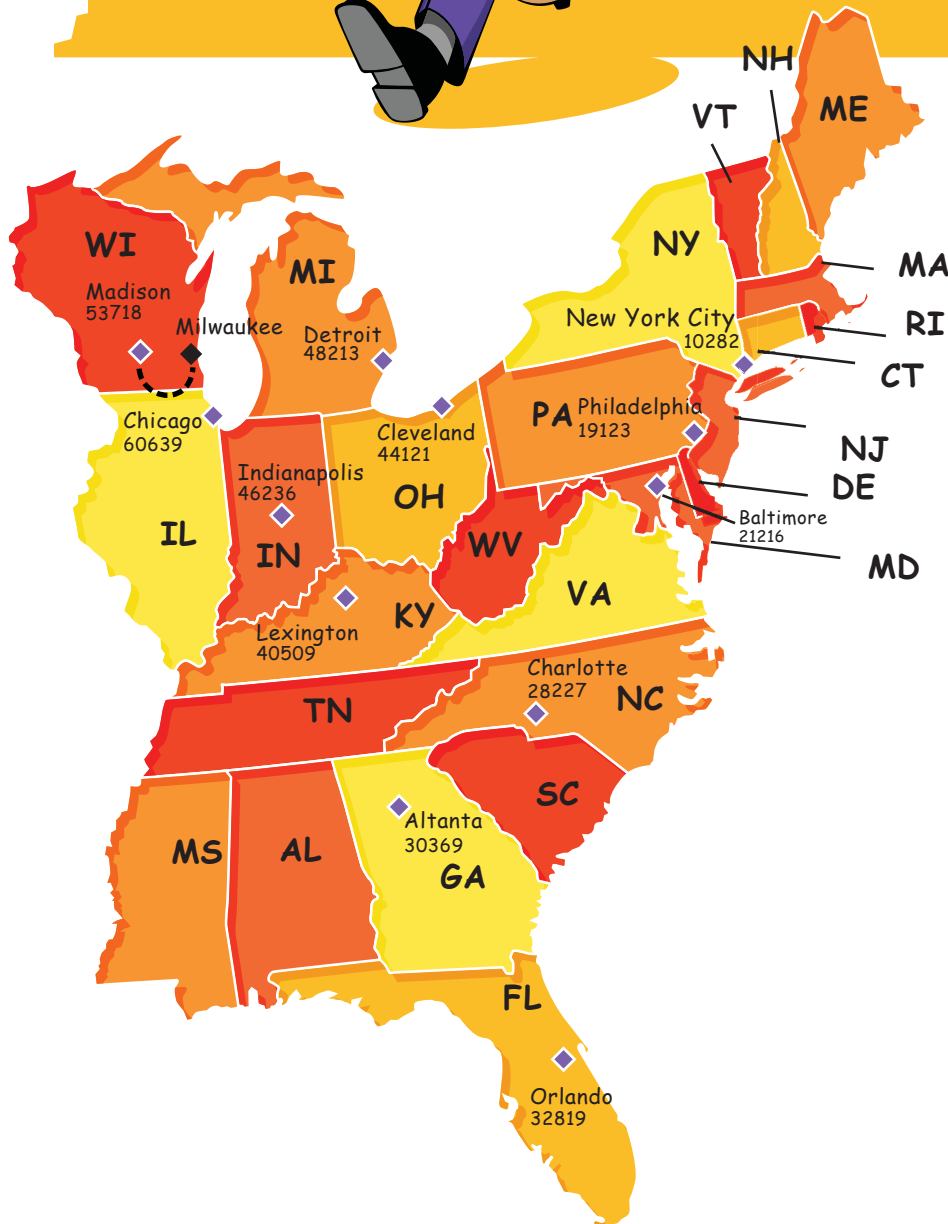 NH
ME
VT
WI
NY
MA
MI
Madison
53718
Milwaukee
Detroit
48213
New York City
10282
RI
CT
Chicago
60639
Cleveland
44121
PA
Philadelphia
19123
NJ
DE
Indianapolis
46236
OH
Baltimore
21216
IL
IN
WV
MD
VA
KY
Lexington
40509
Charlotte
28227
NC
TN
SC
Altanta
30369
MS
AL
GA
FL
Orlando
32819